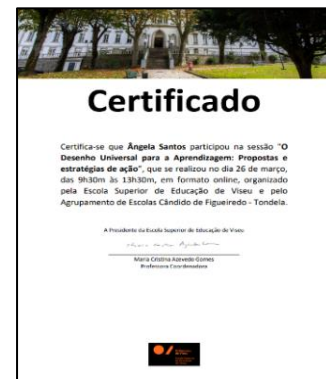 Certificado
Certifica-se que Ângela Santos participou na sessão "O
Desenho Universal para a Aprendizagem: Propostas e
estratégias de ação", que se realizou no dia 26 de março,
das 9h30m às 13h30m, em formato online, organizado
pela Escola Superior de Educação de Viseu e pelo
Agrupamento de Escolas Cândido de Figueiredo - Tondela.
A Presidente da Escola Superior de Educação de Viseu
Maria Cristina Azevedo Gomes
Professora Coordenadora